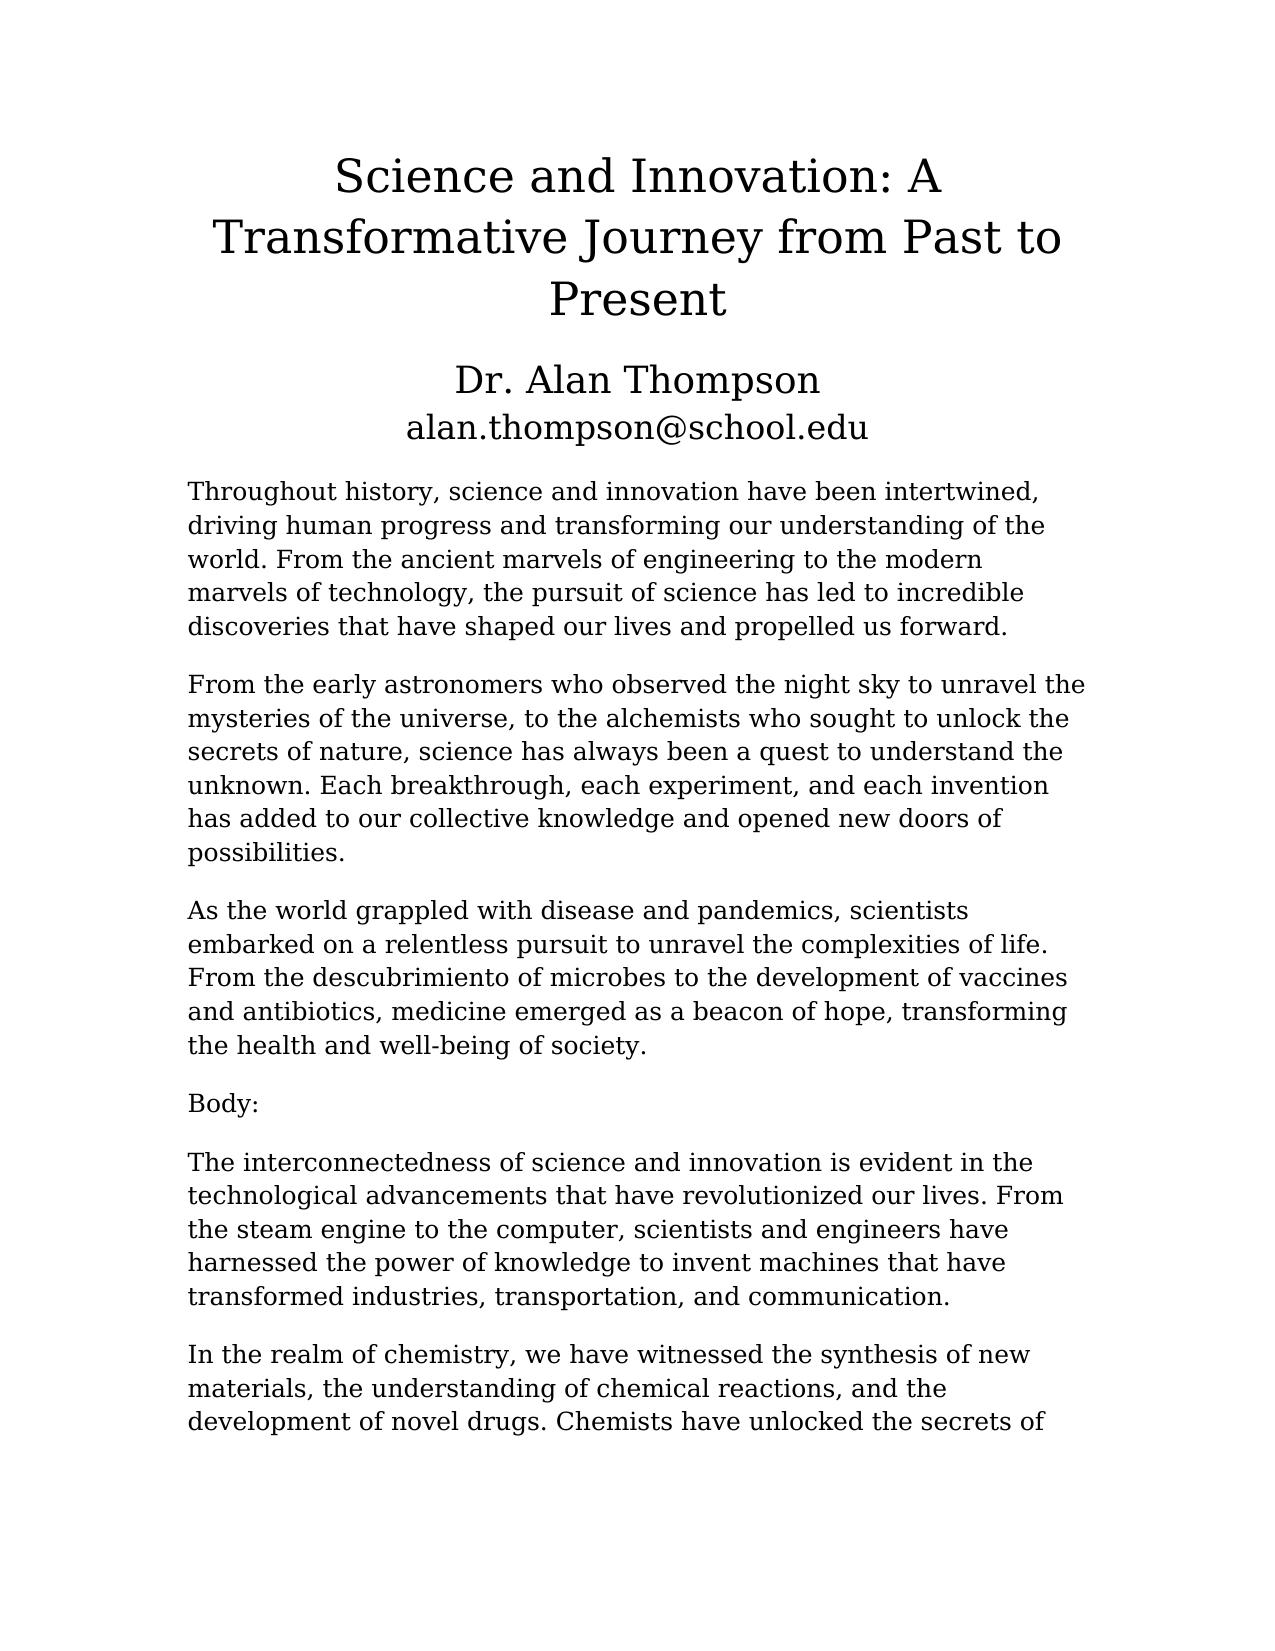 Science and Innovation: A
Transformative Journey from Past to
Present
Dr. Alan Thompson
alan.thompson@school.edu
Throughout history, science and innovation have been intertwined,
driving human progress and transforming our understanding of the
world. From the ancient marvels of engineering to the modern
marvels of technology, the pursuit of science has led to incredible
discoveries that have shaped our lives and propelled us forward.
From the early astronomers who observed the night sky to unravel the
mysteries of the universe, to the alchemists who sought to unlock the
secrets of nature, science has always been a quest to understand the
unknown. Each breakthrough, each experiment, and each invention
has added to our collective knowledge and opened new doors of
possibilities.
As the world grappled with disease and pandemics, scientists
embarked on a relentless pursuit to unravel the complexities of life.
From the descubrimiento of microbes to the development of vaccines
and antibiotics, medicine emerged as a beacon of hope, transforming
the health and well-being of society.
Body:
The interconnectedness of science and innovation is evident in the
technological advancements that have revolutionized our lives. From
the steam engine to the computer, scientists and engineers have
harnessed the power of knowledge to invent machines that have
transformed industries, transportation, and communication.
In the realm of chemistry, we have witnessed the synthesis of new
materials, the understanding of chemical reactions, and the
development of novel drugs. Chemists have unlocked the secrets of